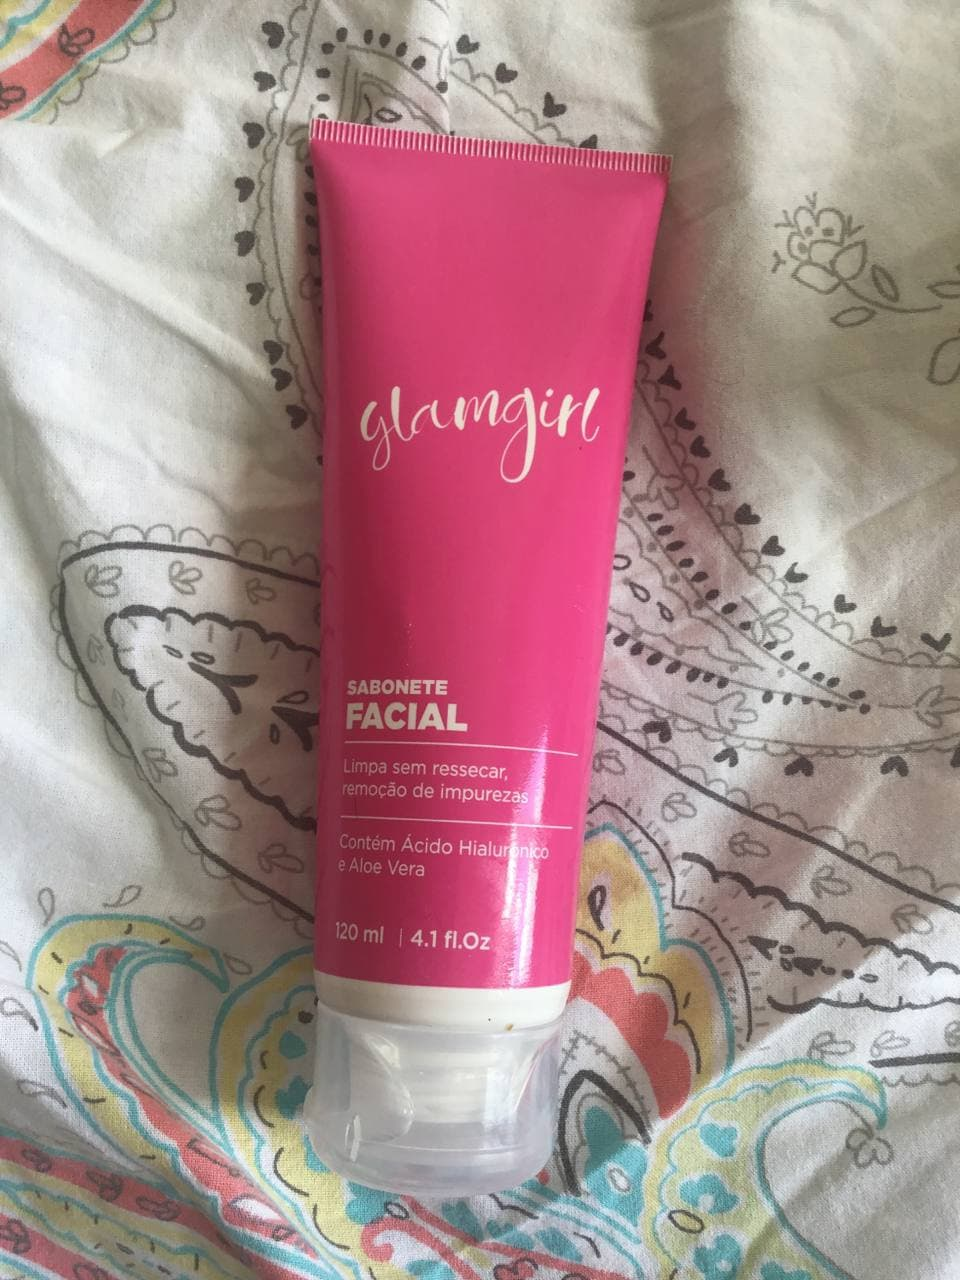 glamgirl
SABONETE
FACIAL
Limpa sem ressecar,
remoção de impurezas
Contém Ácido Hialurônico
e Aloe Vera
120 ml | 4.1 fl.Oz